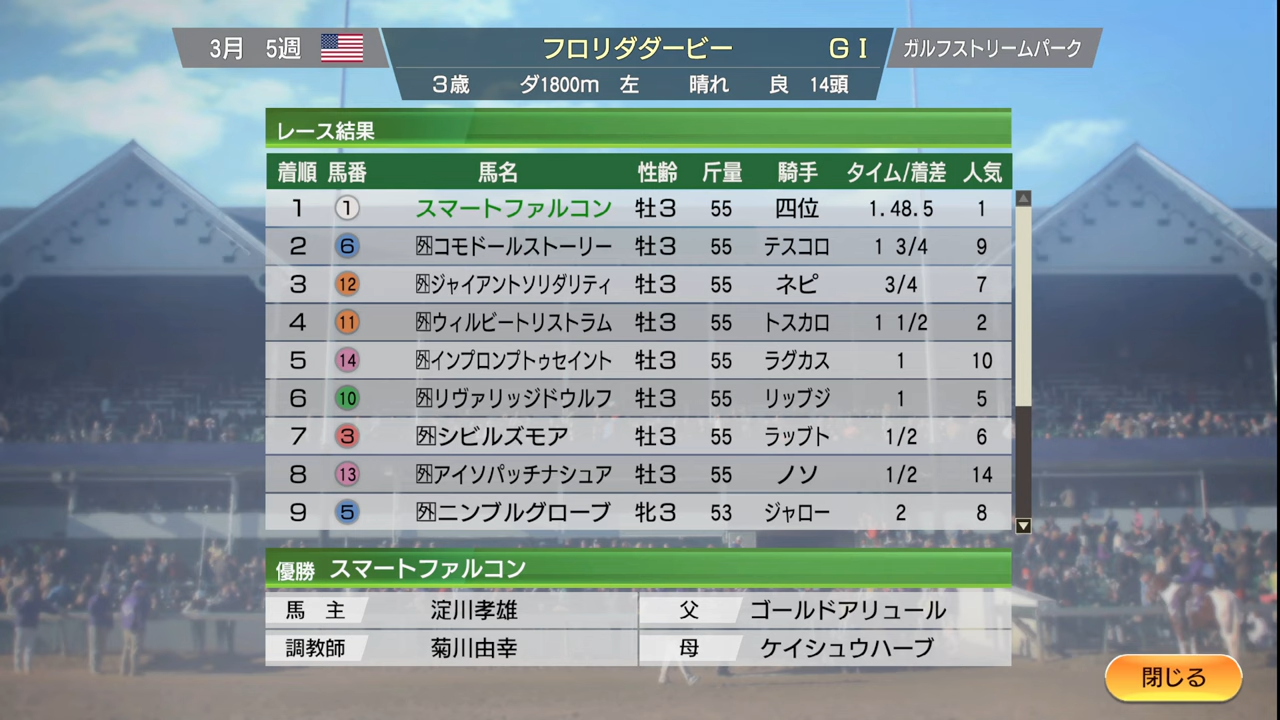 3月 5週 フロリダダービー GⅠ ガルフストリームパーク
3歳 ダ1800m 左 晴れ 良 14頭
レース結果
着順 馬番 馬名 性齢 斤量 騎手 タイム/着差 人気
1 1 スマートファルコン 牡3 55 四位 1.48.5 1
2 6 外コモドールストーリー 牡3 55 テスコロ 1 3/4 9
3 12 外ジャイアントソリダリティ 牡3 55 ネピ 3/4 7
4 11 外ウィルビートリストラム 牡3 55 トスカロ 1 1/2 2
5 14 外インプロンプトゥセイント 牡3 55 ラグカス 1 10
6 10 外リヴァリッジドウルフ 牡3 55 リップジ 1 5
7 3 外シビルズモア 牡3 55 ラップト 1/2 6
8 13 外アイソパッチナシュア 牡3 55 ノソ 1/2 14
9 5 外ニンブルグローブ 牝3 53 ジャロー 2 8
優勝 スマートファルコン
馬主 淀川孝雄 父 ゴールドアリュール
調教師 菊川由幸 母 ケイシュウハーブ
閉じる